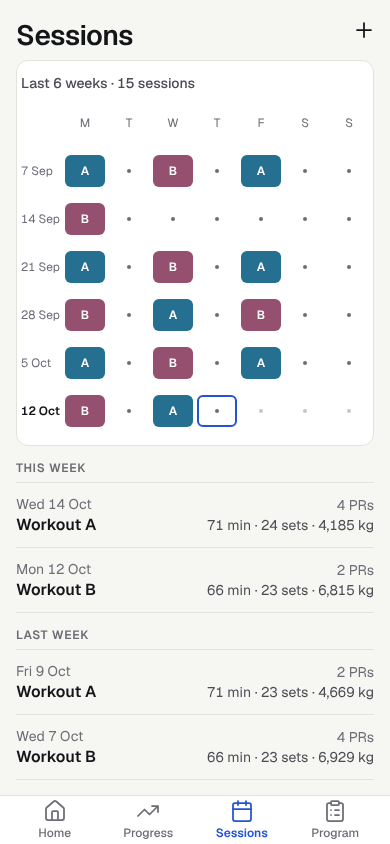 Sessions
Last 6 weeks · 15 sessions
M T W T F S S
7 Sep A B A
14 Sep B
21 Sep A B A
28 Sep B A B
5 Oct A B A
12 Oct B A
THIS WEEK
Wed 14 Oct 4 PRs
Workout A 71 min · 24 sets · 4,185 kg
Mon 12 Oct 2 PRs
Workout B 66 min · 23 sets · 6,815 kg
LAST WEEK
Fri 9 Oct 2 PRs
Workout A 71 min · 23 sets · 4,669 kg
Wed 7 Oct 4 PRs
Workout B 66 min · 23 sets · 6,929 kg
Home Progress Sessions Program